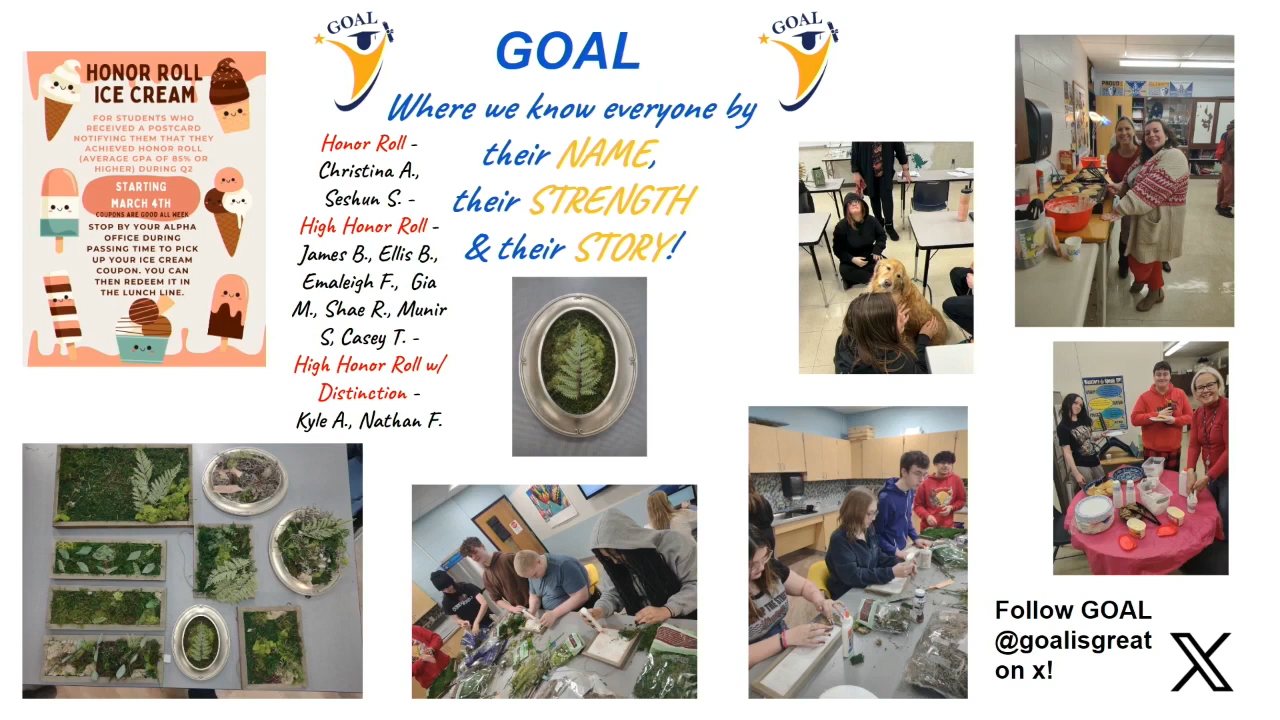 HONOR ROLL
ICE CREAM
FOR STUDENTS WHO
RECEIVED A POSTCARD
NOTIFYING THEM THAT THEY
ACHIEVED HONOR ROLL
(AVERAGE GPA OF 85% OR
HIGHER) DURING Q2
STARTING
MARCH 4TH
COUPONS ARE GOOD ALL WEEK
STOP BY YOUR ALPHA
OFFICE DURING
PASSING TIME TO PICK
UP YOUR ICE CREAM
COUPON. YOU CAN
THEN REDEEM IT IN
THE LUNCH LINE.
GOAL
GOAL
GOAL
Where we know everyone by
their NAME,
their STRENGTH
& their STORY!
Honor Roll -
Christina A.,
Seshun S. -
High Honor Roll -
James B., Ellis B.,
Emaleigh F., Gia
M., Shae R., Munir
S, Casey T. -
High Honor Roll w/
Distinction -
Kyle A., Nathan F.
PROUD
Follow GOAL
@goalisgreat
on x!
X